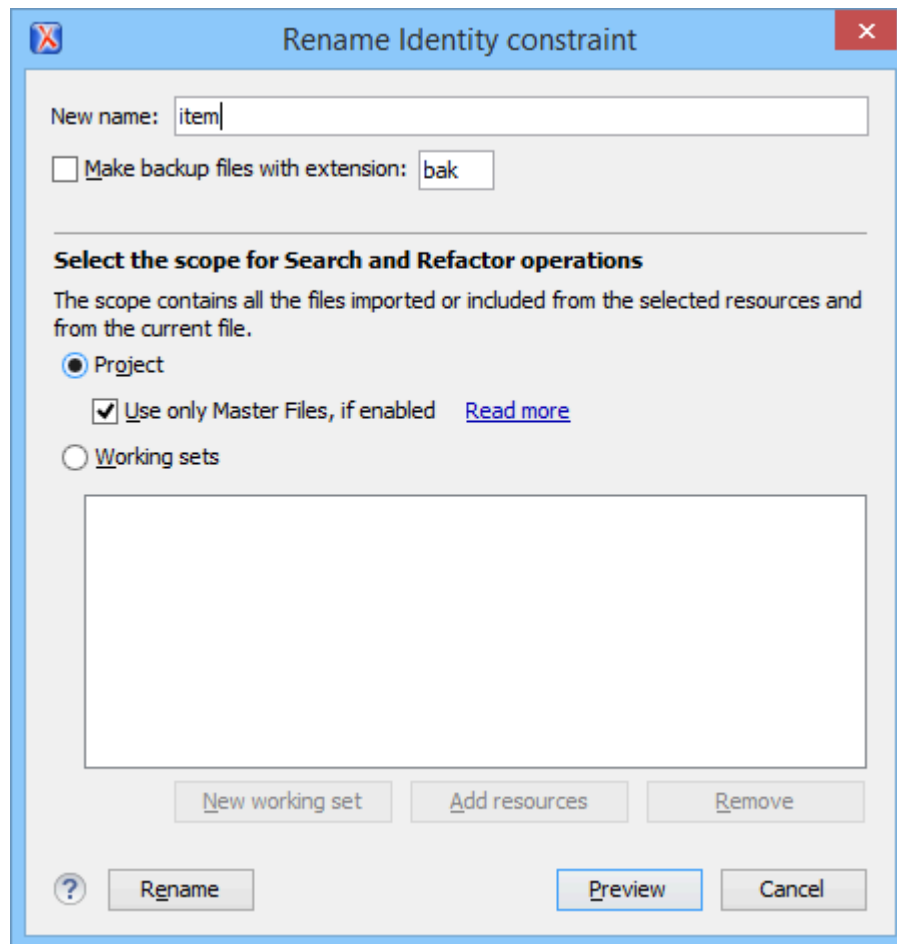 Rename Identity constraint
New name: item
Make backup files with extension: bak
Select the scope for Search and Refactor operations
The scope contains all the files imported or included from the selected resources and
from the current file.
Project
Use only Master Files, if enabled Read more
Working sets
New working set Add resources Remove
? Rename Preview Cancel